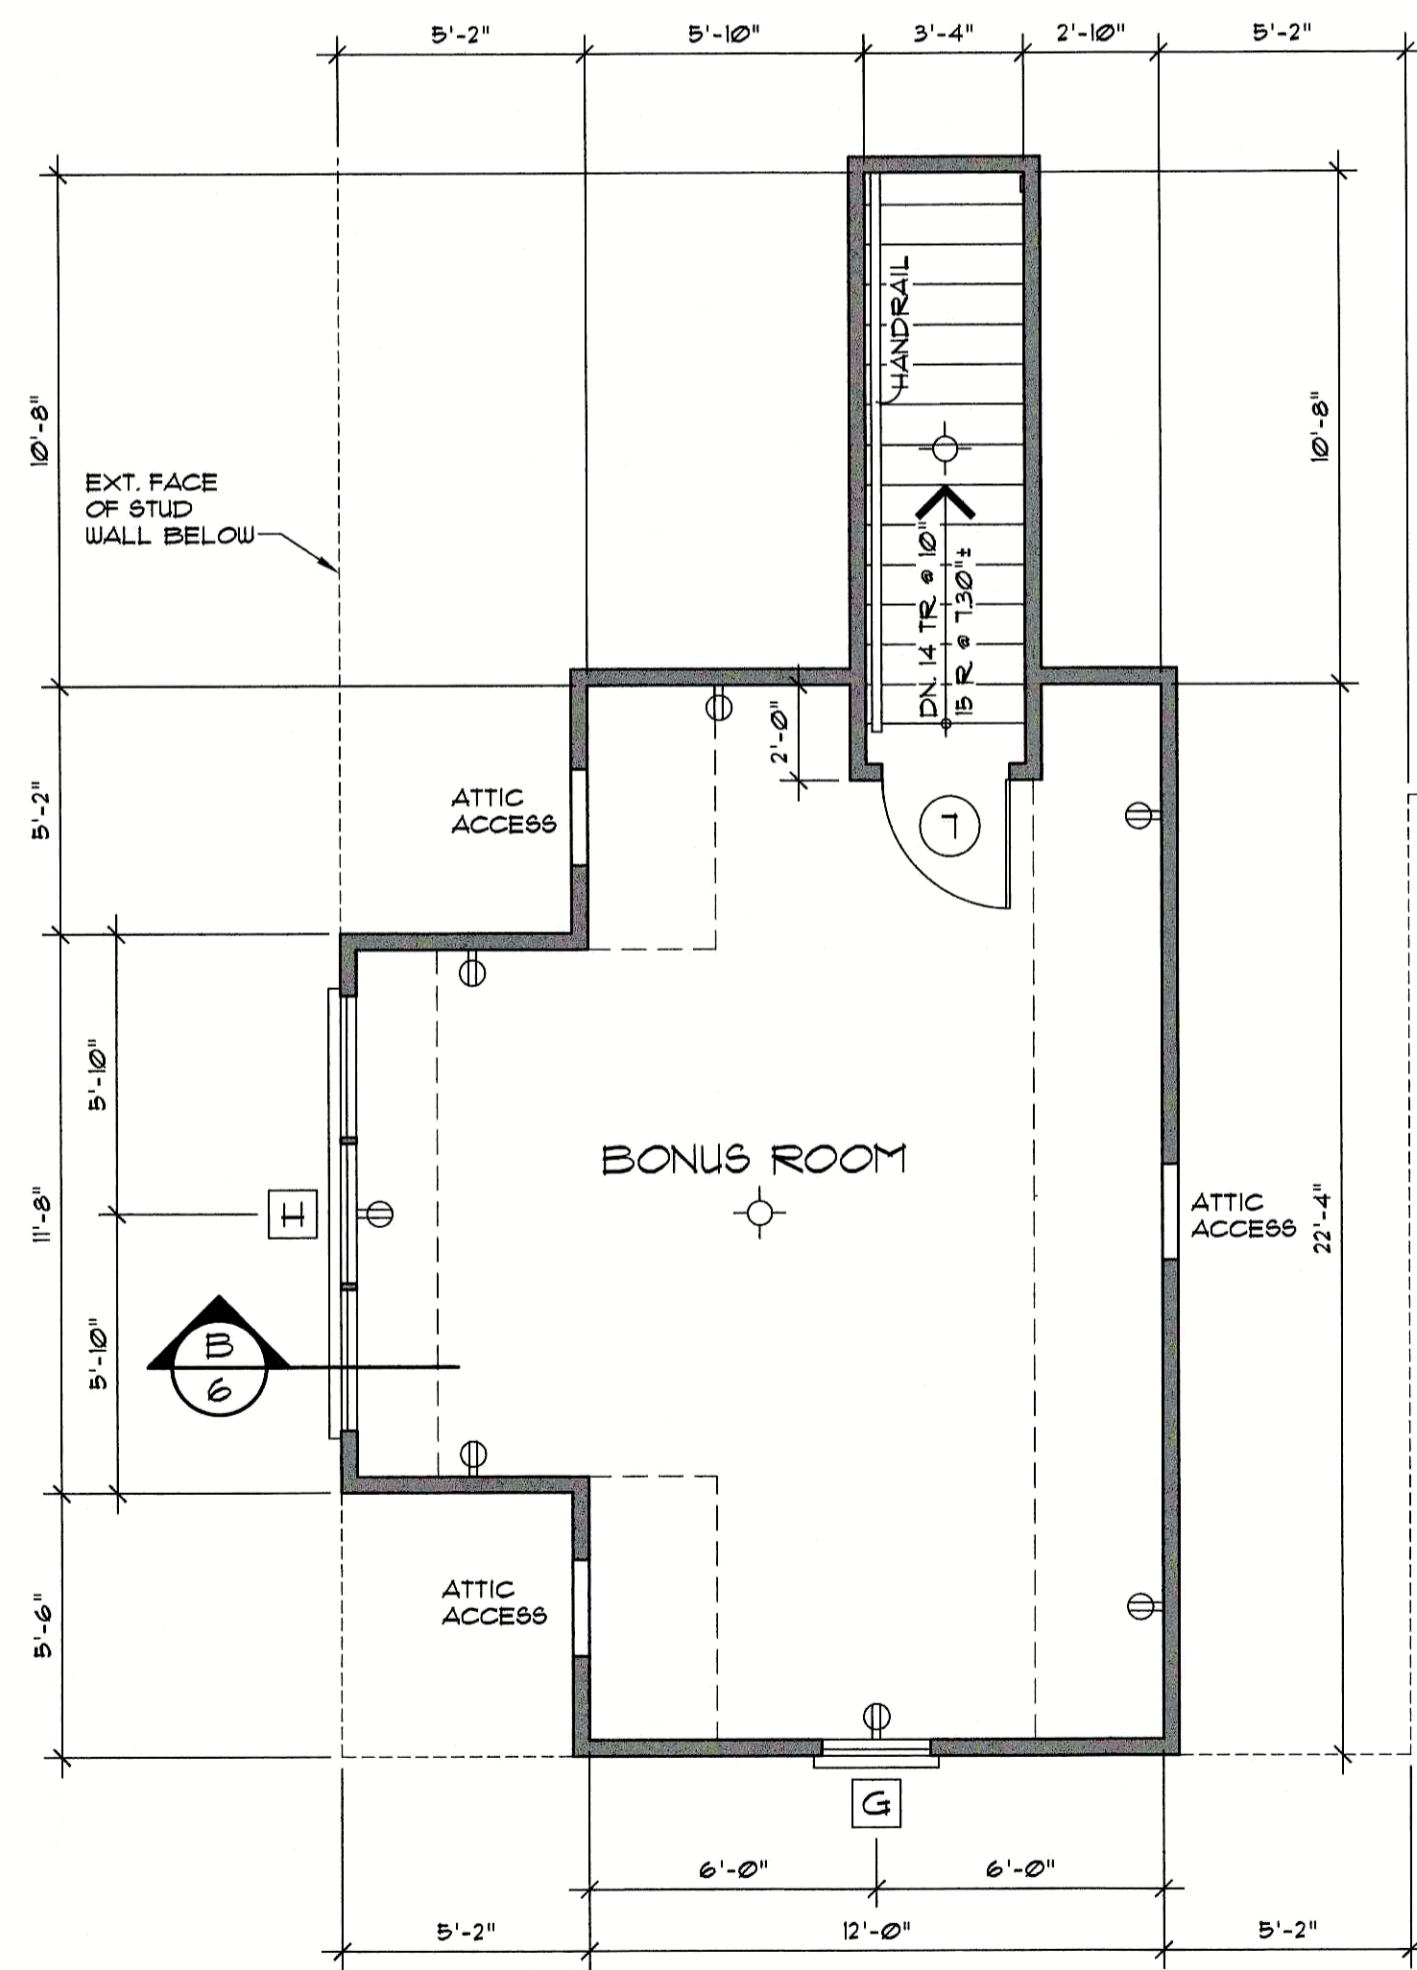 5'-2"
5'-10"
3'-4"
2'-10"
5'-2"
10'-8"
10'-8"
HANDRAIL
EXT. FACE
OF STUD
WALL BELOW
DN. 14 TR @ 10"
15 R @ 7.30"±
2'-0"
5'-2"
ATTIC
ACCESS
7
5'-10"
BONUS ROOM
11'-8"
H
ATTIC
ACCESS
22'-4"
5'-10"
B
6
5'-6"
ATTIC
ACCESS
G
6'-0"
6'-0"
5'-2"
12'-0"
5'-2"